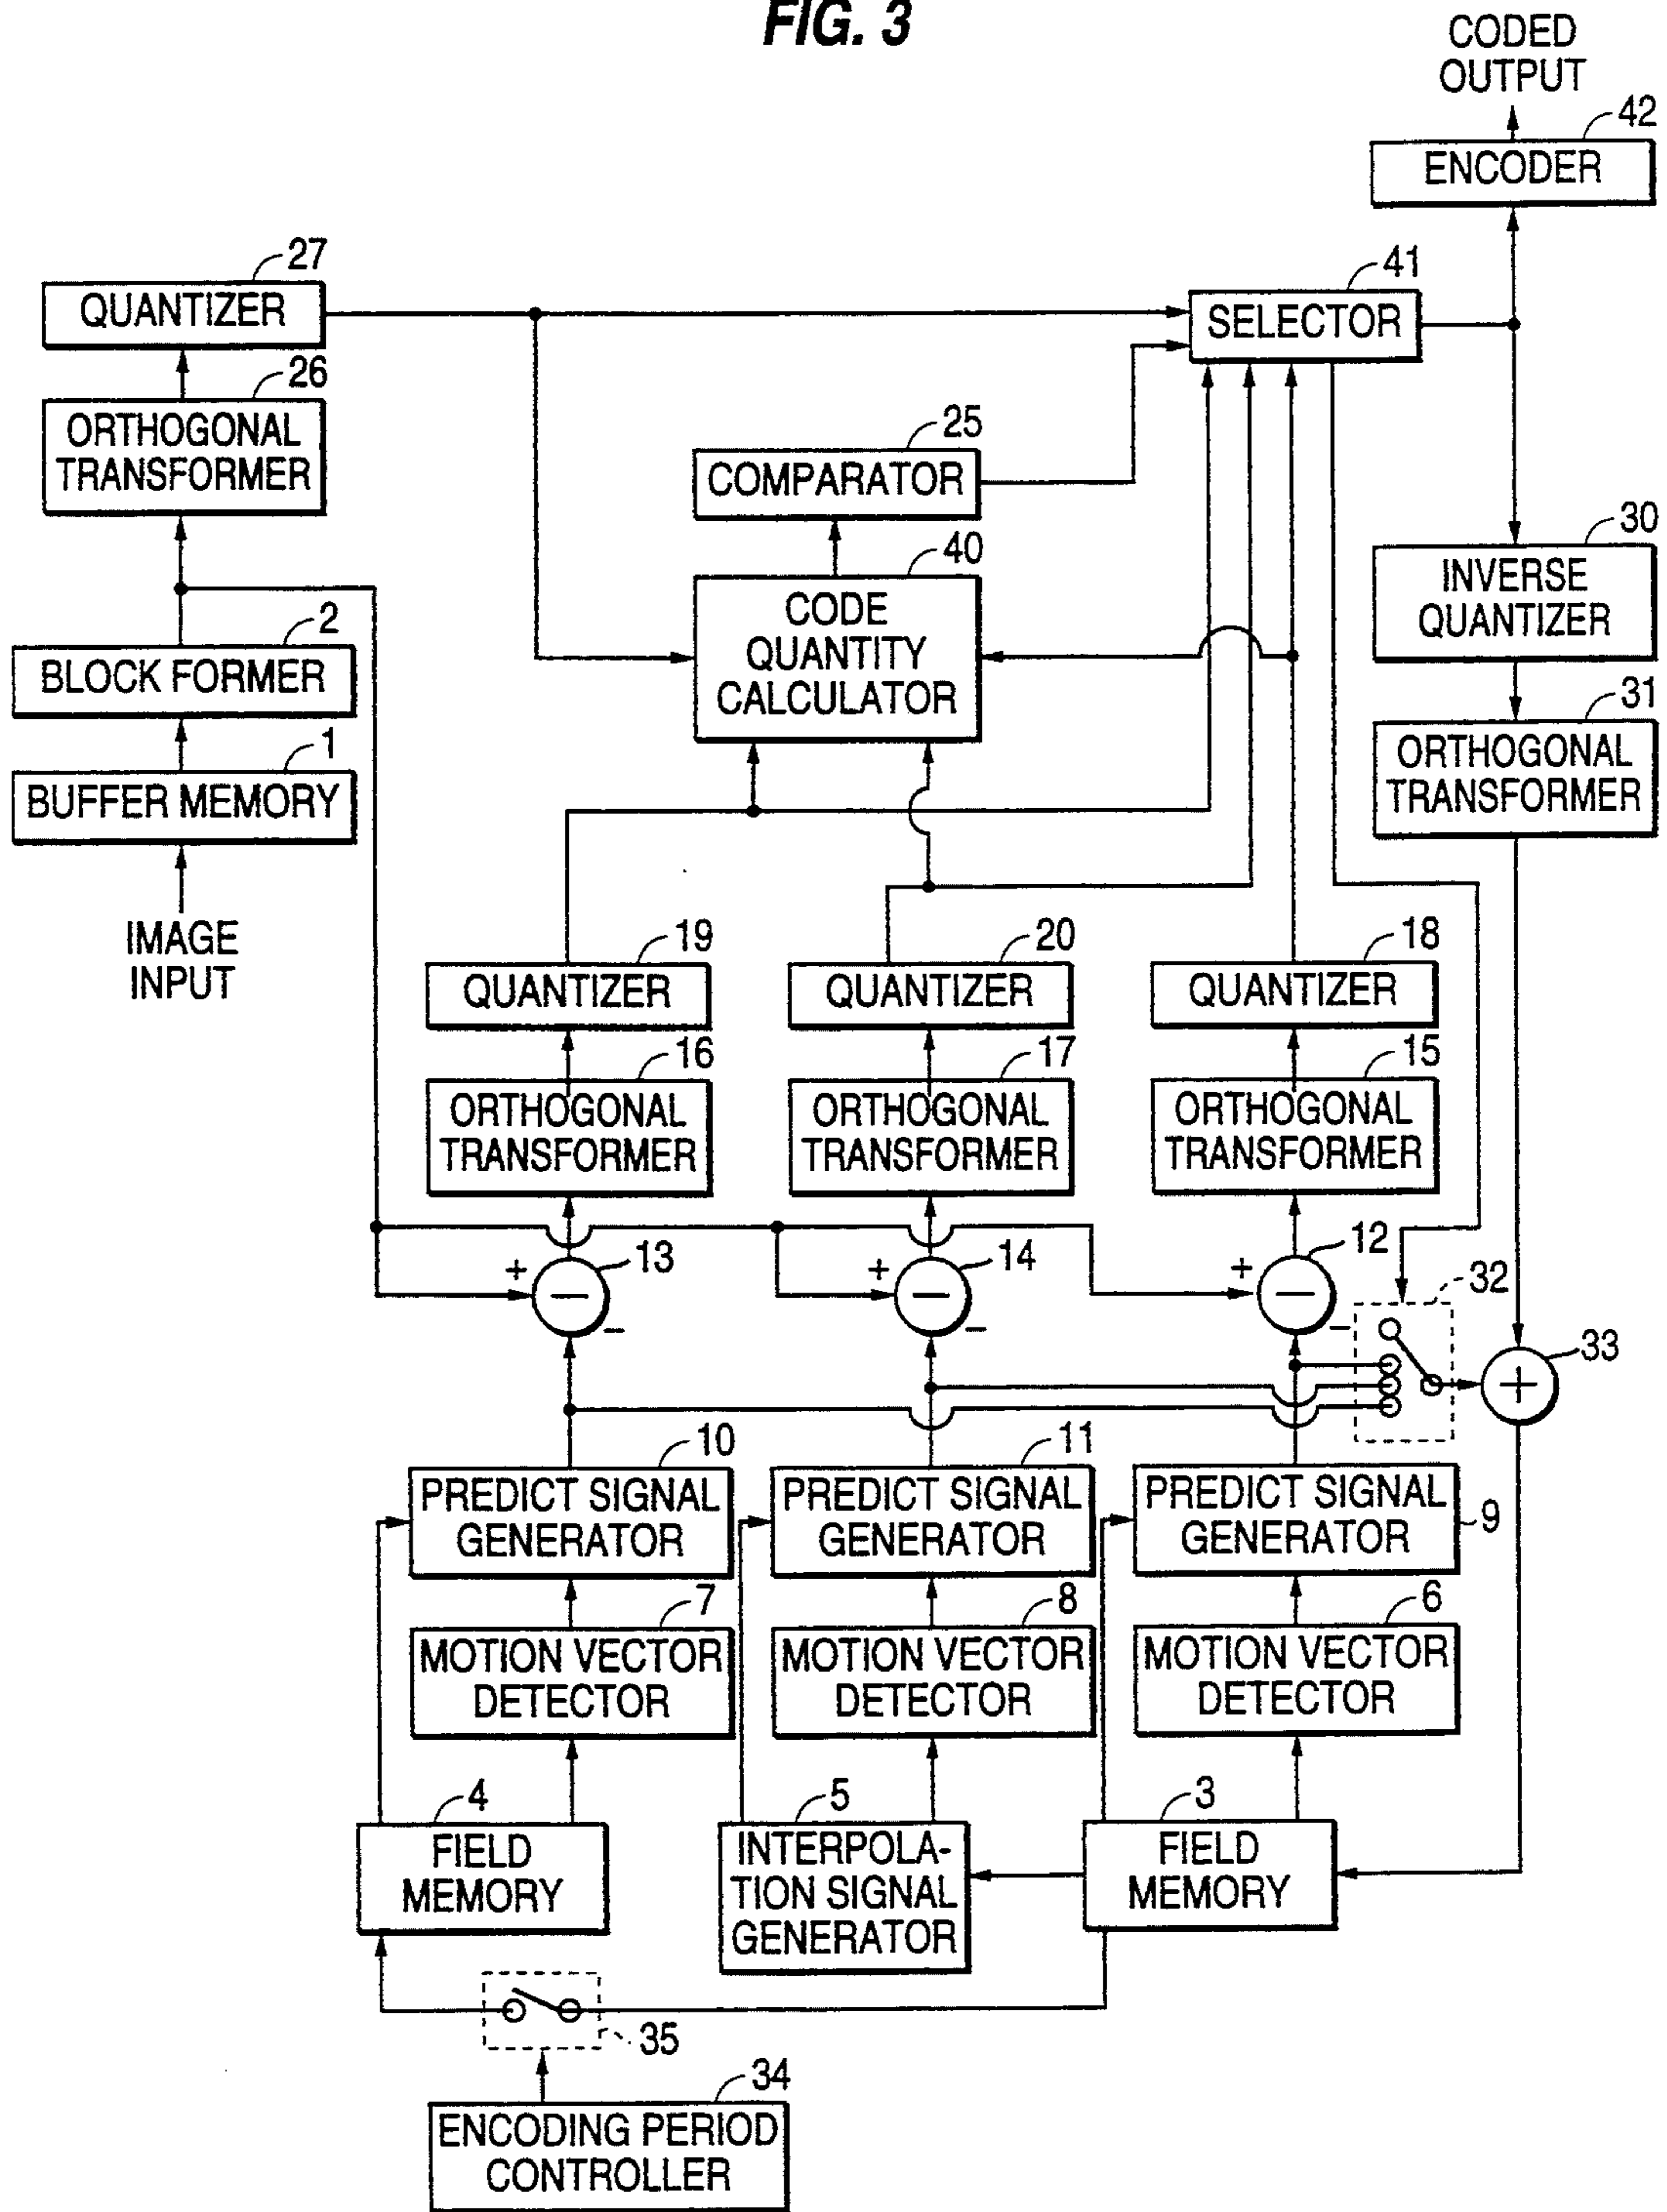 FIG. 3
CODED
OUTPUT
42
ENCODER
27
QUANTIZER
41
SELECTOR
26
ORTHOGONAL
TRANSFORMER
25
COMPARATOR
40
CODE
QUANTITY
CALCULATOR
30
INVERSE
QUANTIZER
2
BLOCK FORMER
31
ORTHOGONAL
TRANSFORMER
1
BUFFER MEMORY
IMAGE
INPUT
19
QUANTIZER
20
QUANTIZER
18
QUANTIZER
16
ORTHOGONAL
TRANSFORMER
17
ORTHOGONAL
TRANSFORMER
15
ORTHOGONAL
TRANSFORMER
+ 13
−
−
+ 14
−
−
+ 12
−
−
32
33
+
10
PREDICT SIGNAL
GENERATOR
11
PREDICT SIGNAL
GENERATOR
PREDICT SIGNAL
GENERATOR
9
7
MOTION VECTOR
DETECTOR
8
MOTION VECTOR
DETECTOR
6
MOTION VECTOR
DETECTOR
4
FIELD
MEMORY
5
INTERPOLA-
TION SIGNAL
GENERATOR
3
FIELD
MEMORY
35
34
ENCODING PERIOD
CONTROLLER